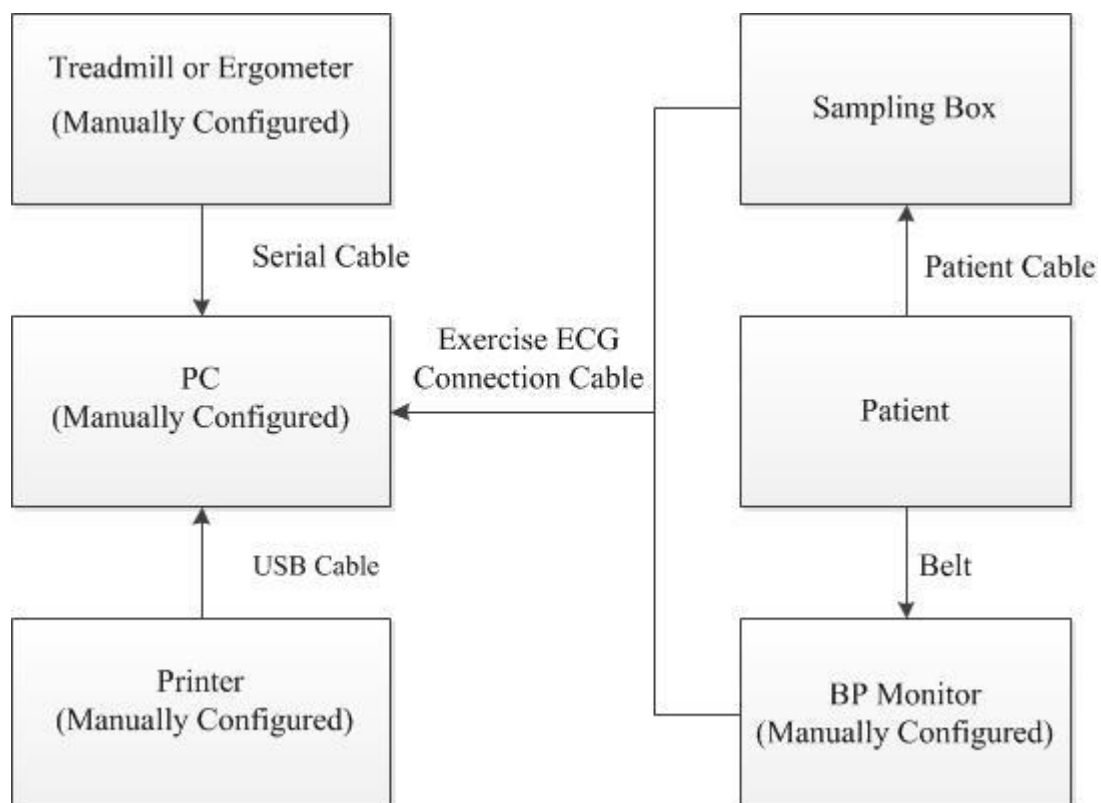 Treadmill or Ergometer
(Manually Configured)
Sampling Box
Serial Cable
Patient Cable
PC
(Manually Configured)
Exercise ECG
Connection Cable
Patient
USB Cable
Belt
Printer
(Manually Configured)
BP Monitor
(Manually Configured)